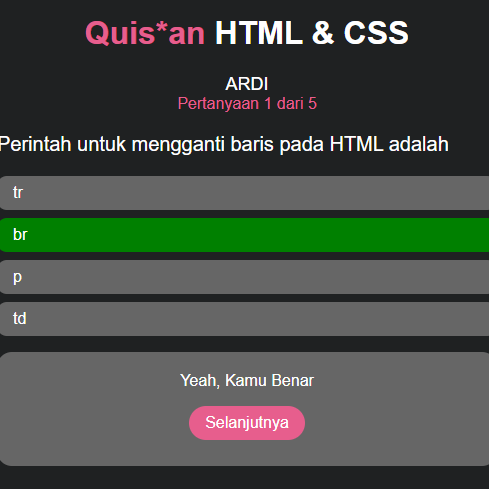 Quis*an HTML & CSS
ARDI
Pertanyaan 1 dari 5
Perintah untuk mengganti baris pada HTML adalah
tr
br
p
td
Yeah, Kamu Benar
Selanjutnya